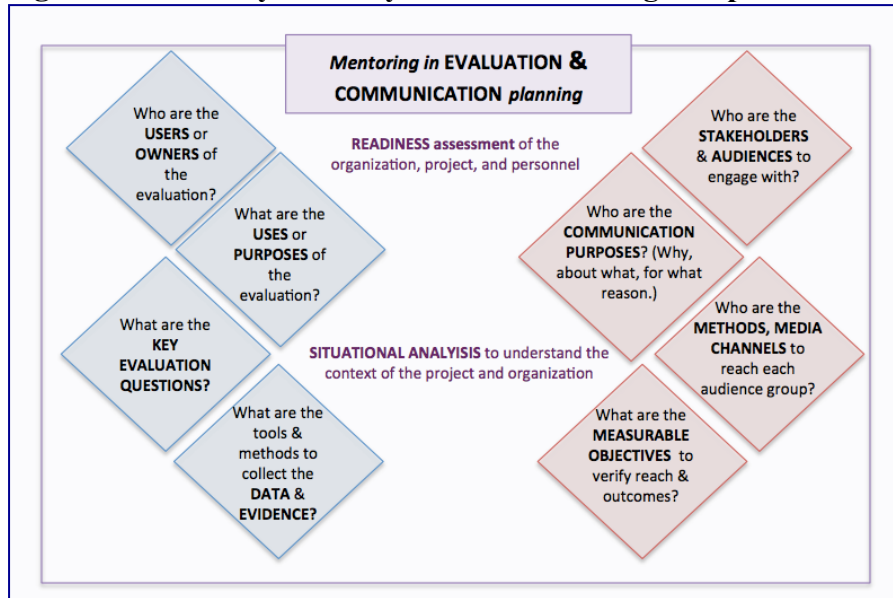 Mentoring in EVALUATION &
COMMUNICATION planning
Who are the
USERS or
OWNERS of
the
evaluation?
What are the
USES or
PURPOSES of
the
evaluation?
What are the
KEY
EVALUATION
QUESTIONS?
What are the
tools &
methods to
collect the
DATA &
EVIDENCE?
READINESS assessment of the
organization, project, and personnel
SITUATIONAL ANALYISIS to understand the
context of the project and organization
Who are the
STAKEHOLDERS
& AUDIENCES to
engage with?
Who are the
COMMUNICATION
PURPOSES? (Why,
about what, for what
reason.)
Who are the
METHODS, MEDIA
CHANNELS to
reach each
audience group?
What are the
MEASURABLE
OBJECTIVES to
verify reach &
outcomes?